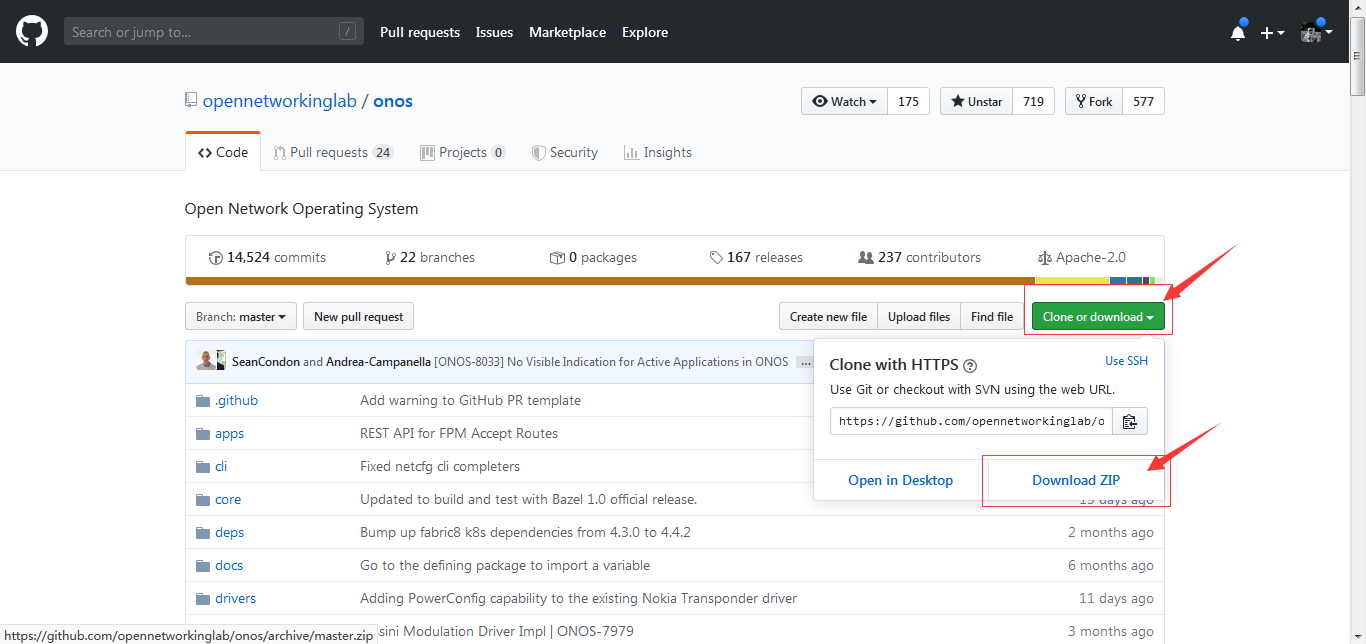 Search or jump to… / Pull requests Issues Marketplace Explore
opennetworkinglab / onos Watch 175 Unstar 719 Fork 577
Code Pull requests 24 Projects 0 Security Insights
Open Network Operating System
14,524 commits 22 branches 0 packages 167 releases 237 contributors Apache-2.0
Branch: master New pull request Create new file Upload files Find file Clone or download
SeanCondon and Andrea-Campanella [ONOS-8033] No Visible Indication for Active Applications in ONOS …
Clone with HTTPS ? Use SSH
Use Git or checkout with SVN using the web URL.
https://github.com/opennetworkinglab/o
Open in Desktop Download ZIP
.github Add warning to GitHub PR template
apps REST API for FPM Accept Routes
cli Fixed netcfg cli completers
core Updated to build and test with Bazel 1.0 official release. 15 days ago
deps Bump up fabric8 k8s dependencies from 4.3.0 to 4.4.2 2 months ago
docs Go to the defining package to import a variable 6 months ago
drivers Adding PowerConfig capability to the existing Nokia Transponder driver 11 days ago
https://github.com/opennetworkinglab/onos/archive/master.zip Modulation Driver Impl | ONOS-7979 3 months ago